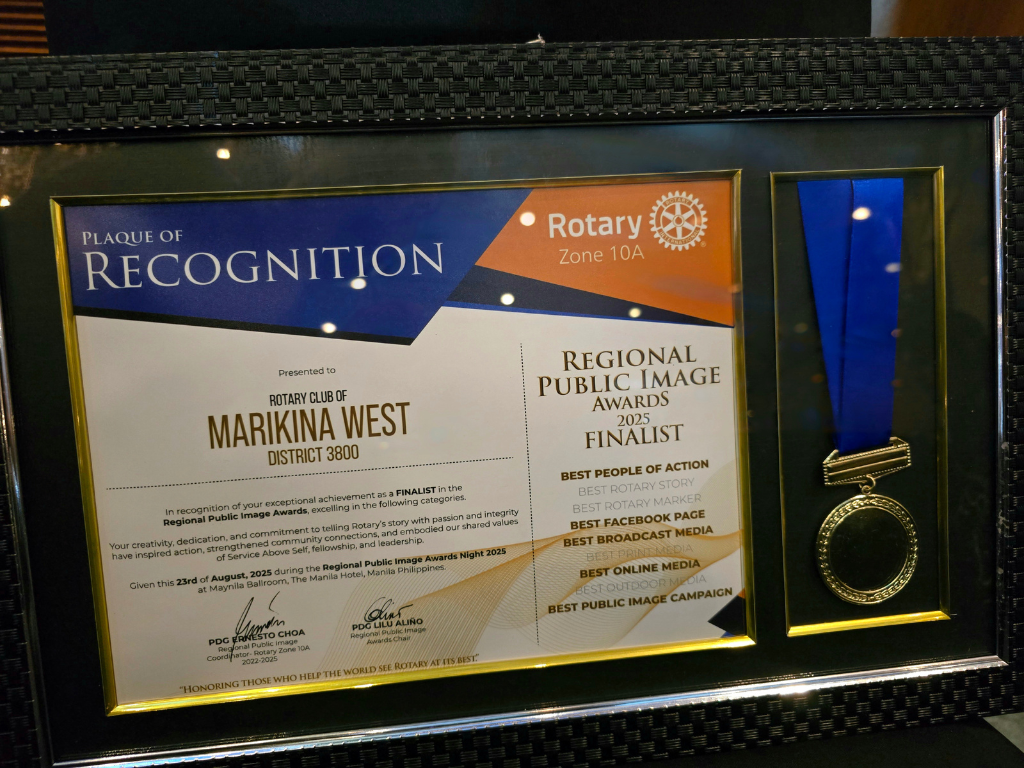 PLAQUE OF
RECOGNITION
Rotary
Zone 10A
Presented to
ROTARY CLUB OF
MARIKINA WEST
DISTRICT 3800
In recognition of your exceptional achievement as a FINALIST in the
Regional Public Image Awards, excelling in the following categories.
Your creativity, dedication, and commitment to telling Rotary's story with passion and integrity
have inspired action, strengthened community connections, and embodied our shared values
of Service Above Self, fellowship, and leadership.
Given this 23rd of August, 2025 during the Regional Public Image Awards Night 2025
at Maynila Ballroom, The Manila Hotel, Manila Philippines.
PDG ERNESTO CHOA
Regional Public Image
Coordinator- Rotary Zone 10A
2022-2025
PDG LILU ALIÑO
Regional Public Image
Awards Chair
"HONORING THOSE WHO HELP THE WORLD SEE ROTARY AT ITS BEST."
REGIONAL
PUBLIC IMAGE
AWARDS
2025
FINALIST
BEST PEOPLE OF ACTION
BEST ROTARY STORY
BEST ROTARY MARKER
BEST FACEBOOK PAGE
BEST BROADCAST MEDIA
BEST PRINT MEDIA
BEST ONLINE MEDIA
BEST OUTDOOR MEDIA
BEST PUBLIC IMAGE CAMPAIGN